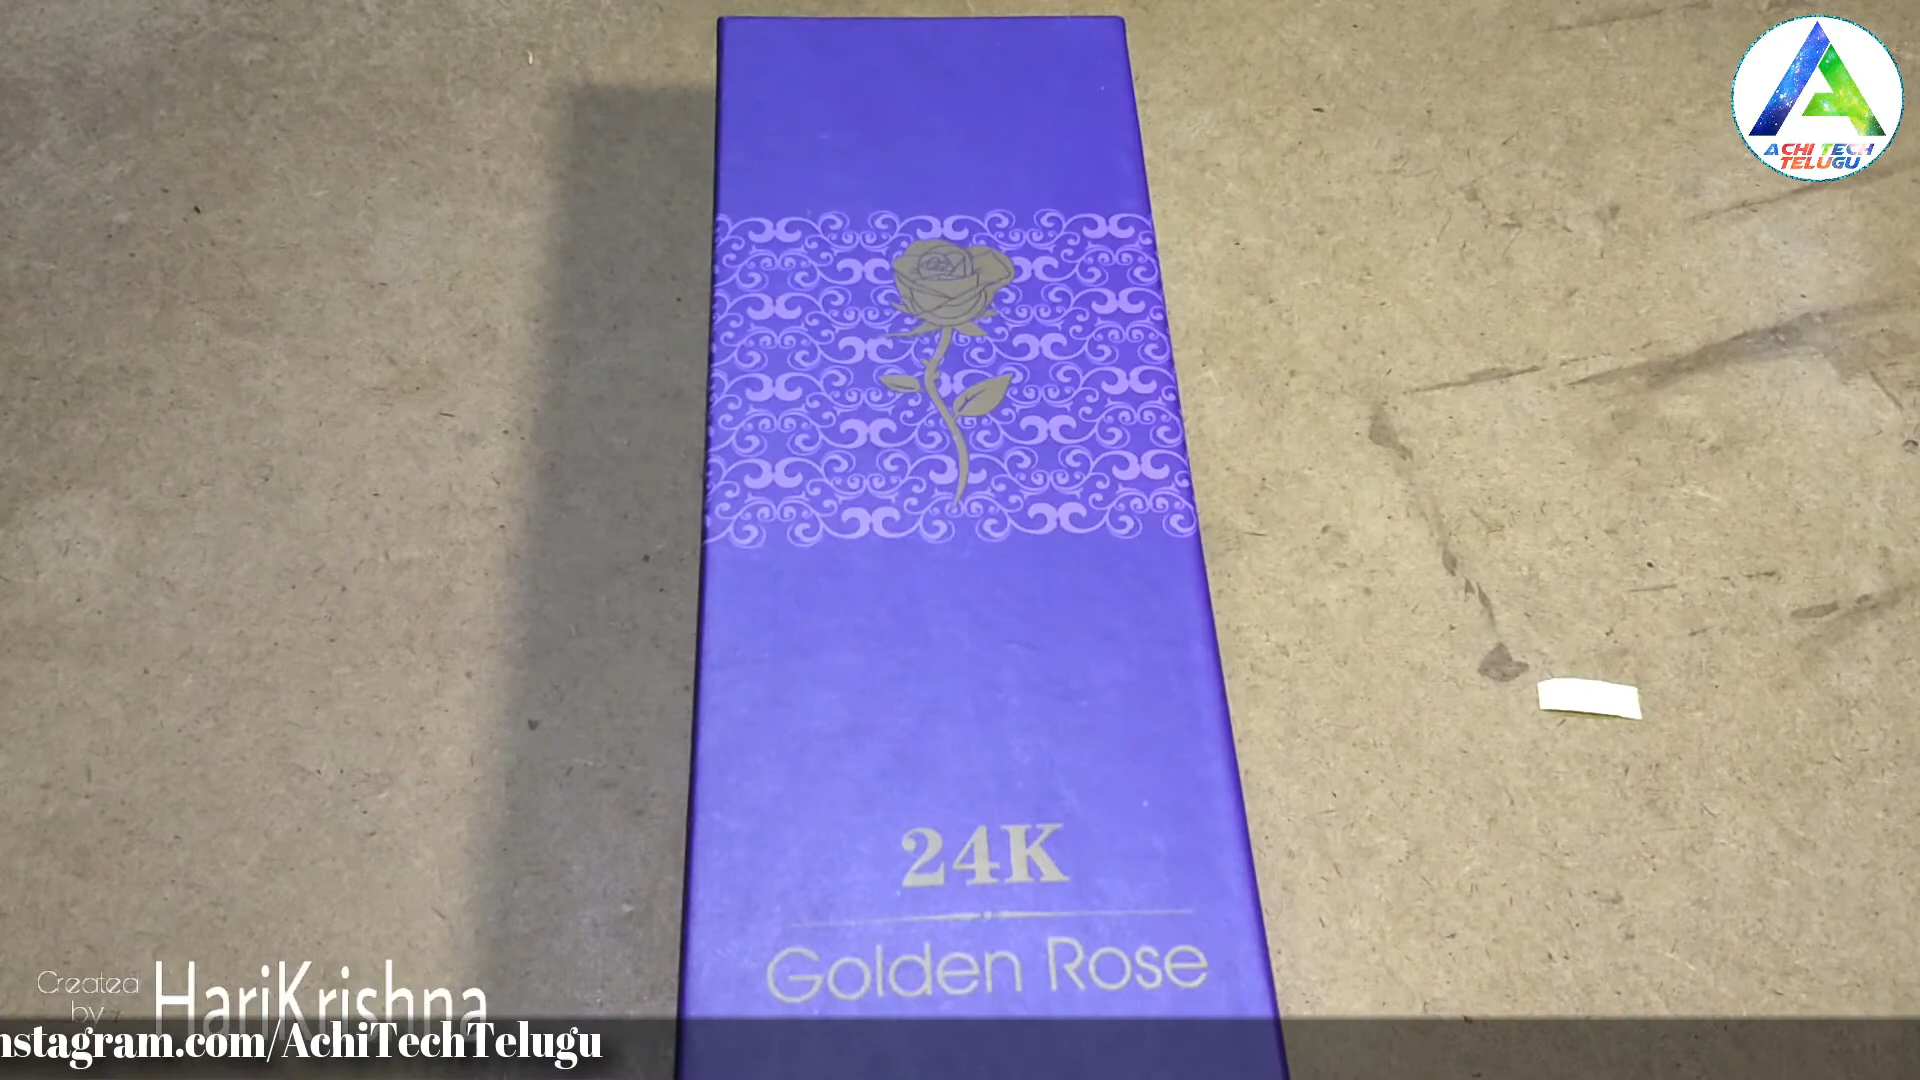 ACHI TECH
TELUGU
24K
Golden Rose
Created
by
HariKrishna
nstagram.com/AchiTechTelugu